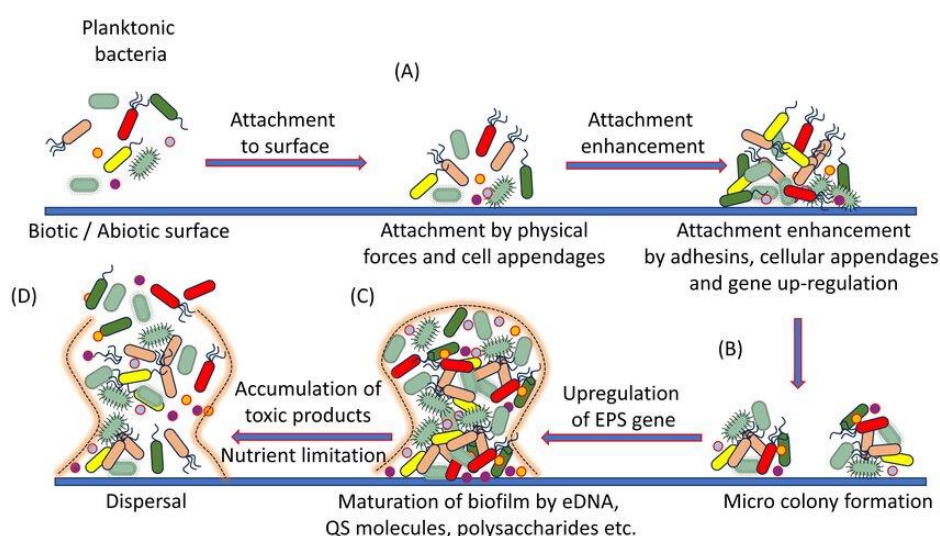 Planktonic
bacteria
(A)
Attachment
to surface
Attachment
enhancement
Biotic / Abiotic surface
Attachment by physical
forces and cell appendages
Attachment enhancement
by adhesins, cellular appendages
and gene up-regulation
(D)
(C)
(B)
Accumulation of
toxic products
Nutrient limitation
Upregulation
of EPS gene
Dispersal
Maturation of biofilm by eDNA,
QS molecules, polysaccharides etc.
Micro colony formation